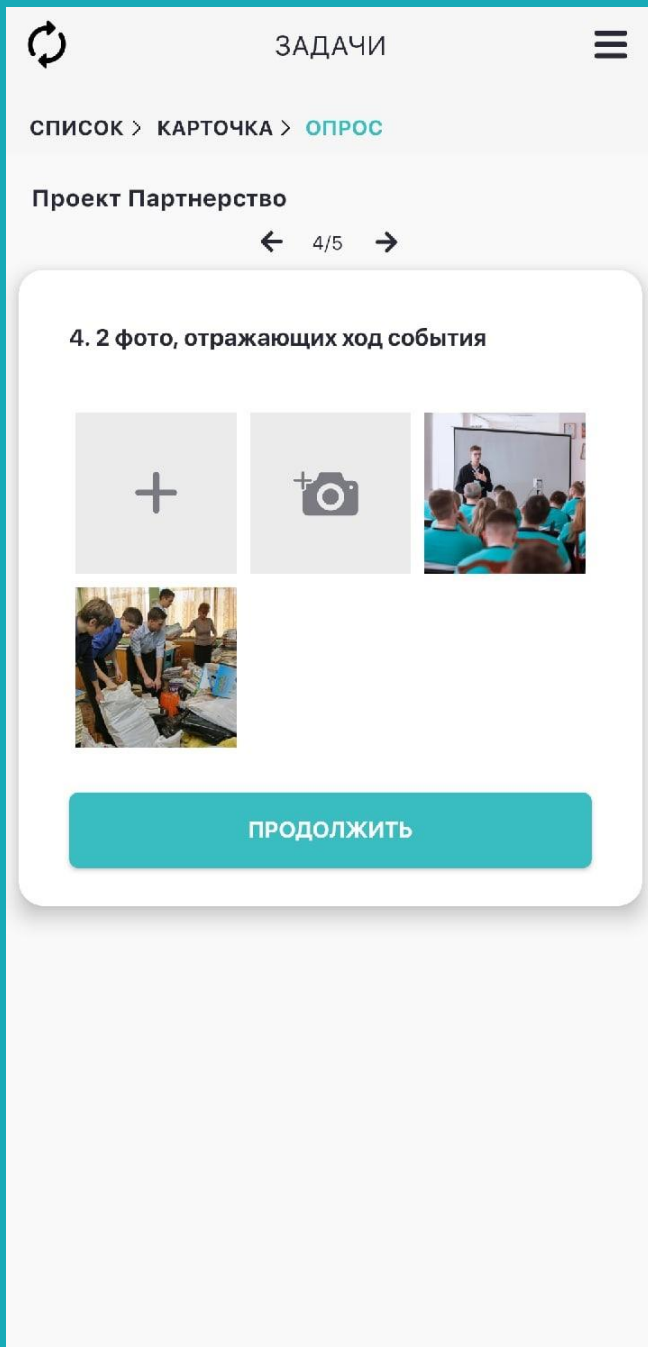 ЗАДАЧИ
СПИСОК > КАРТОЧКА > ОПРОС
Проект Партнерство
← 4/5 →
4. 2 фото, отражающих ход события
ПРОДОЛЖИТЬ